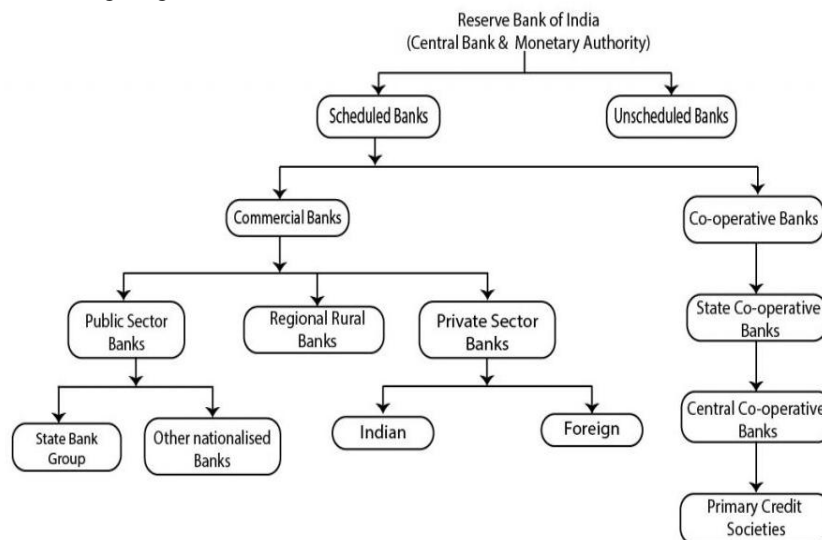 Reserve Bank of India
(Central Bank & Monetary Authority)
Scheduled Banks
Unscheduled Banks
Commercial Banks
Co-operative Banks
Public Sector
Banks
Regional Rural
Banks
Private Sector
Banks
State Co-operative
Banks
State Bank
Group
Other nationalised
Banks
Indian
Foreign
Central Co-operative
Banks
Primary Credit
Societies